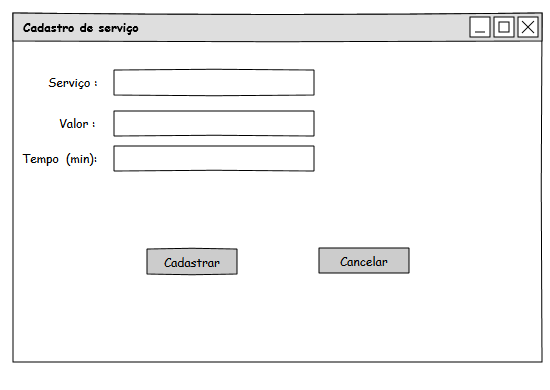 Cadastro de serviço
Serviço :
Valor :
Tempo (min):
Cadastrar
Cancelar